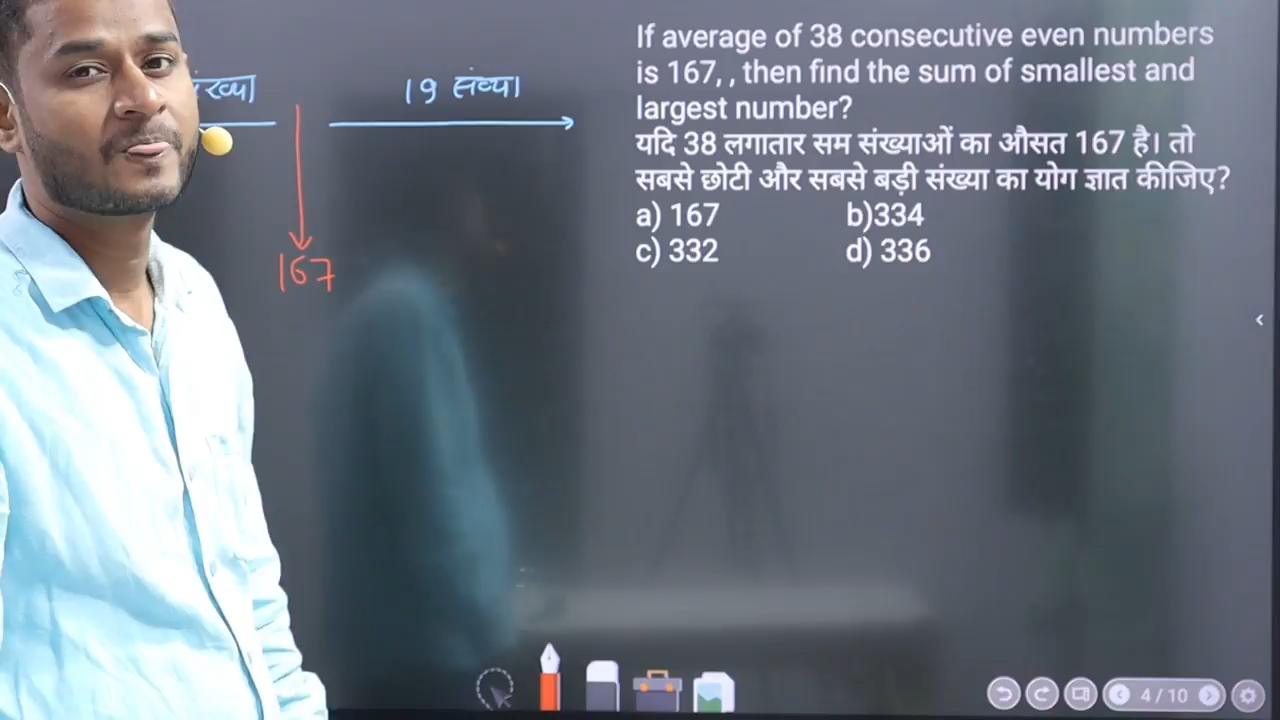 If average of 38 consecutive even numbers
is 167, , then find the sum of smallest and
largest number?
यदि 38 लगातार सम संख्याओं का औसत 167 है। तो
सबसे छोटी और सबसे बड़ी संख्या का योग ज्ञात कीजिए?
a) 167 b)334
c) 332 d) 336
19 संख्या
167
4 / 10